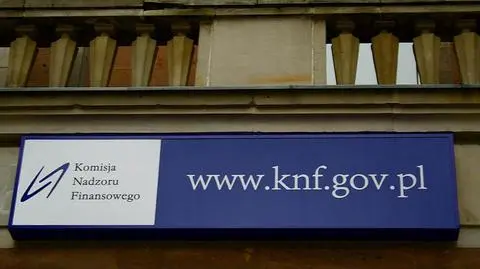 Komisja
Nadzoru
Finansowego
www.knf.gov.pl